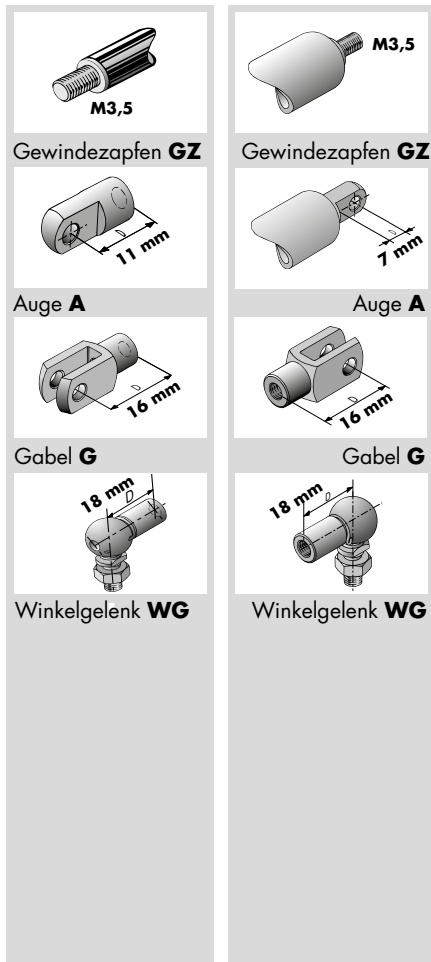 M3,5
Gewindezapfen GZ
D
11 mm
Auge A
D
16 mm
Gabel G
18 mm
D
Winkelgelenk WG
M3,5
Gewindezapfen GZ
D
7 mm
Auge A
D
16 mm
Gabel G
18 mm
D
Winkelgelenk WG